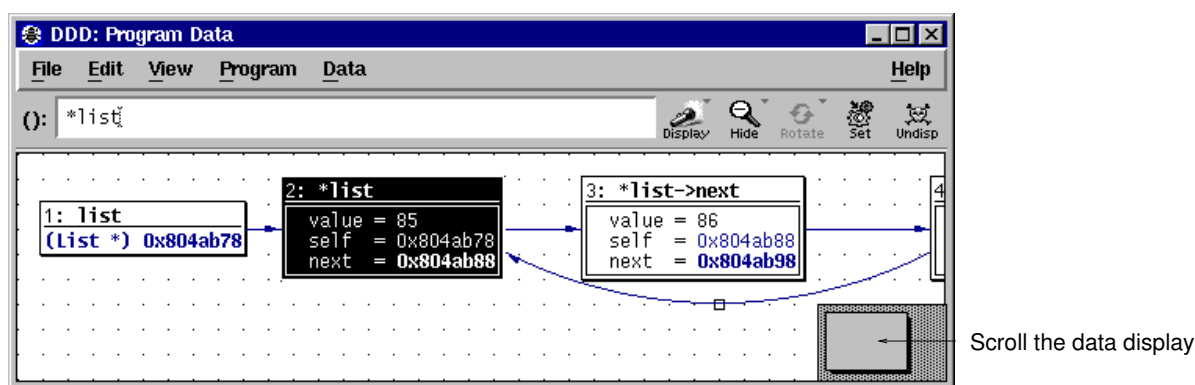 DDD: Program Data
File Edit View Program Data Help
(): *list
Display Hide Rotate Set Undisp
1: list
(List *) 0x804ab78
2: *list
value = 85
self = 0x804ab78
next = 0x804ab88
3: *list->next
value = 86
self = 0x804ab88
next = 0x804ab98
4
Scroll the data display